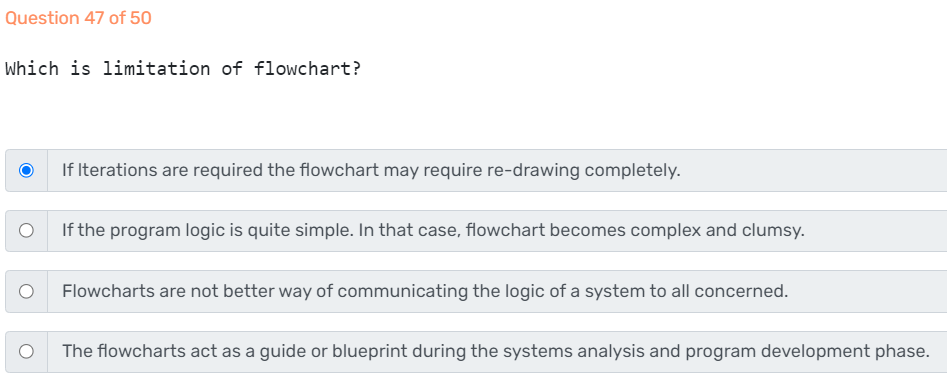 Question 47 of 50
Which is limitation of flowchart?
If Iterations are required the flowchart may require re-drawing completely.
If the program logic is quite simple. In that case, flowchart becomes complex and clumsy.
Flowcharts are not better way of communicating the logic of a system to all concerned.
The flowcharts act as a guide or blueprint during the systems analysis and program development phase.